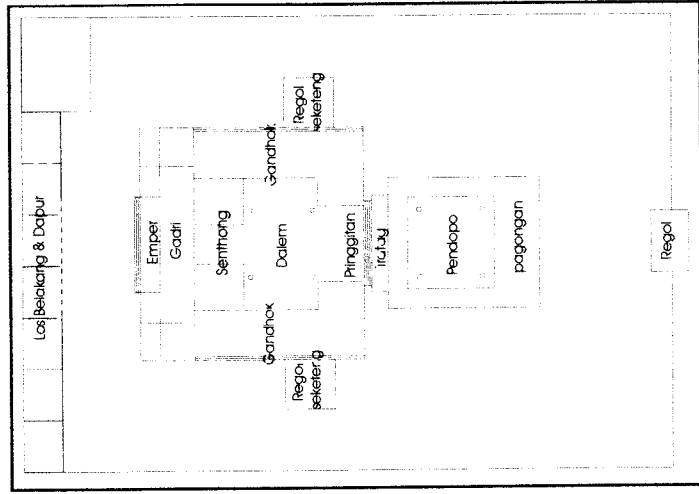 Los Belakang & Dapur
Emper
Gadri
Senthong
Gandhok
Gandhok
Regol
seketeng
Dalem
Regol
seketeng
Pringgitan
Pendopo
pagongan
Regol